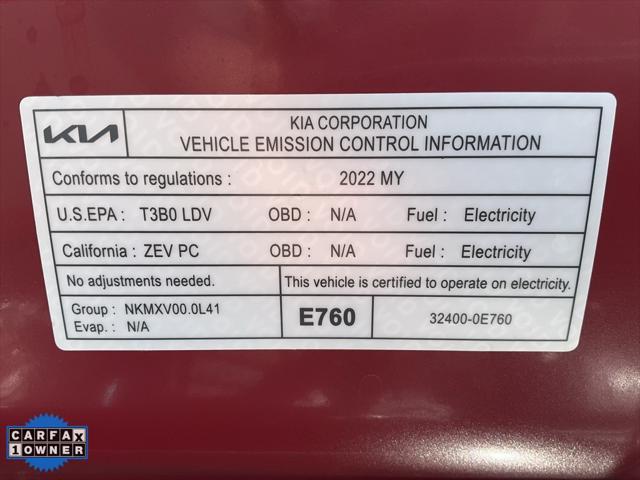 KIA KIA CORPORATION
VEHICLE EMISSION CONTROL INFORMATION
Conforms to regulations : 2022 MY
U.S.EPA : T3B0 LDV OBD : N/A Fuel : Electricity
California : ZEV PC OBD : N/A Fuel : Electricity
No adjustments needed. This vehicle is certified to operate on electricity.
Group : NKMXV00.0L41
Evap. : N/A
E760
32400-0E760
CARFAX
1 OWNER